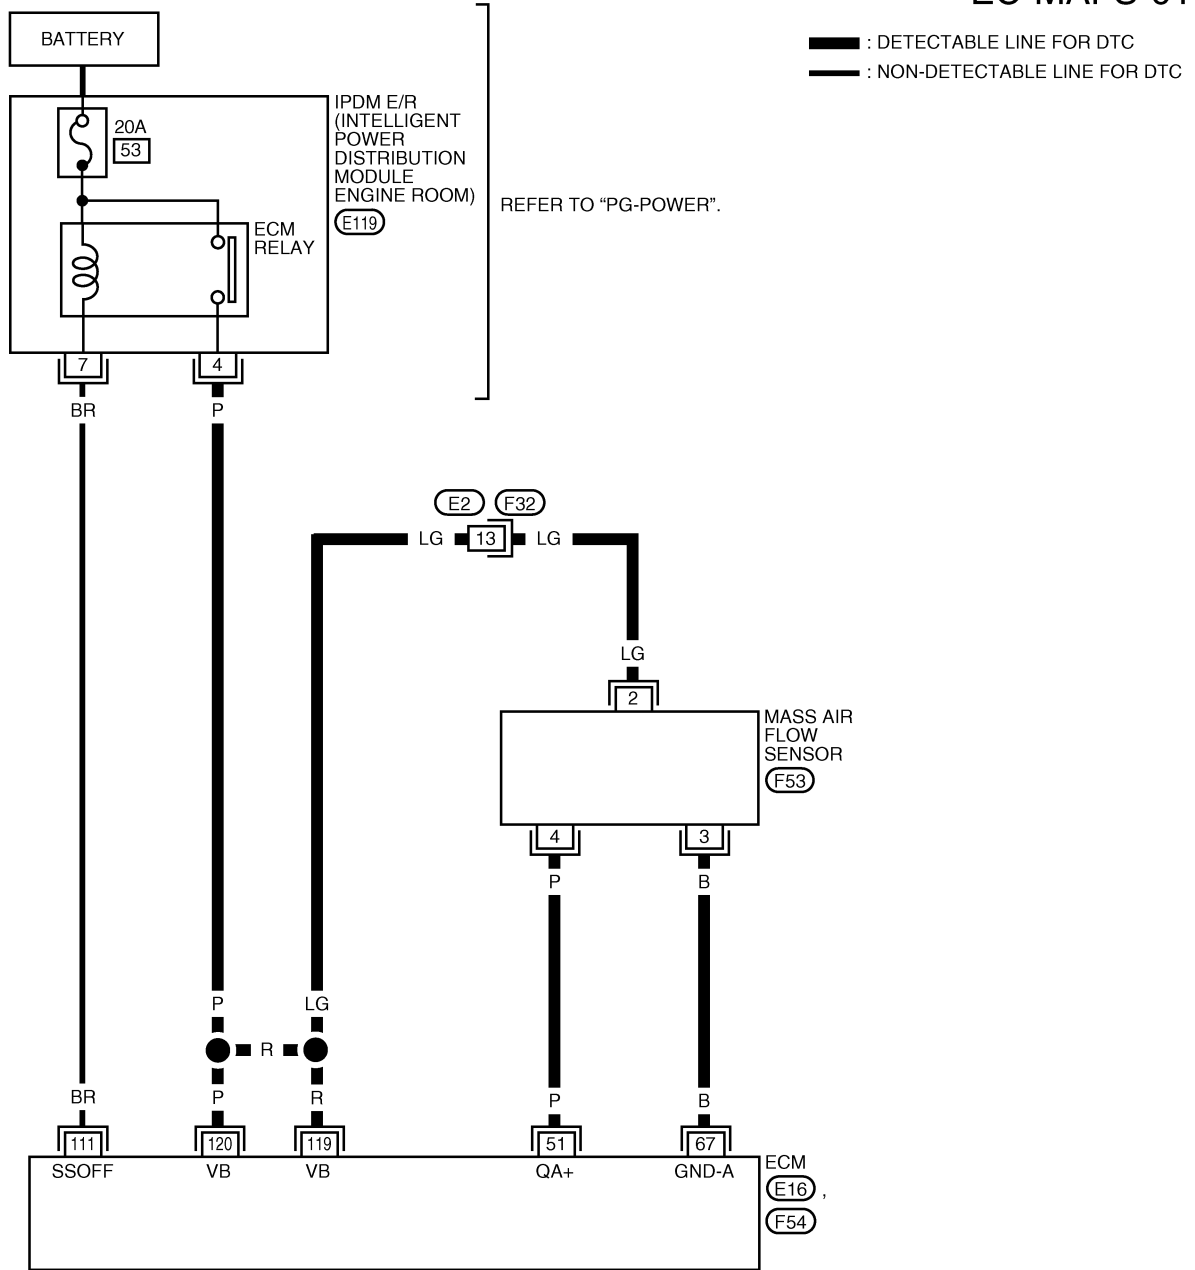 BATTERY
: DETECTABLE LINE FOR DTC
: NON-DETECTABLE LINE FOR DTC
20A
53
IPDM E/R
(INTELLIGENT
POWER
DISTRIBUTION
MODULE
ENGINE ROOM)
E119
REFER TO “PG-POWER”.
ECM
RELAY
7
4
BR
P
E2
F32
LG
13
LG
LG
2
MASS AIR
FLOW
SENSOR
F53
4
3
P
B
P
LG
R
BR
P
R
P
B
111
120
119
51
67
SSOFF
VB
VB
QA+
GND-A
ECM
E16 ,
F54